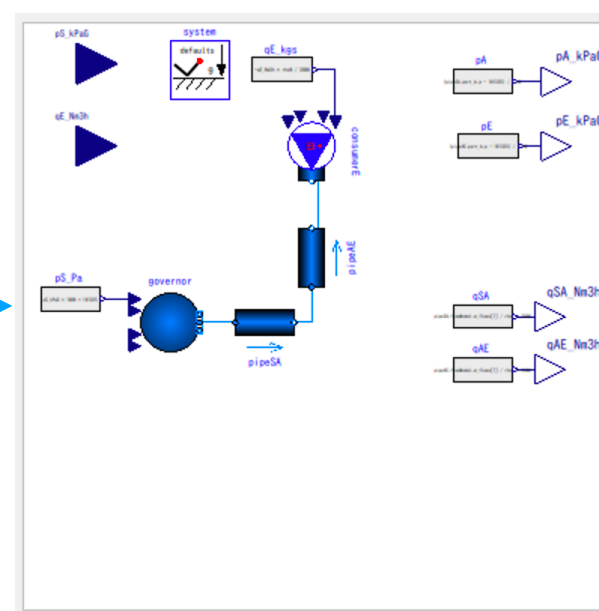 pS_kPaG
system
defaults
g
qE_kgs
pA
pA_kPaG
qE_Nm3h
pE
pE_kPaG
consumerE
pipeAE
pS_Pa
governor
qSA
qSA_Nm3h
pipeSA
qAE
qAE_Nm3h